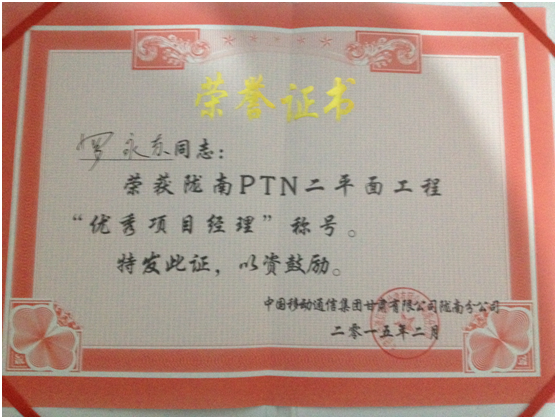 荣誉证书
罗永东同志：
荣获陇南PTN二平面工程
“优秀项目经理”称号。
特发此证，以资鼓励。
中国移动通信集团甘肃有限公司陇南分公司
二零一五年二月